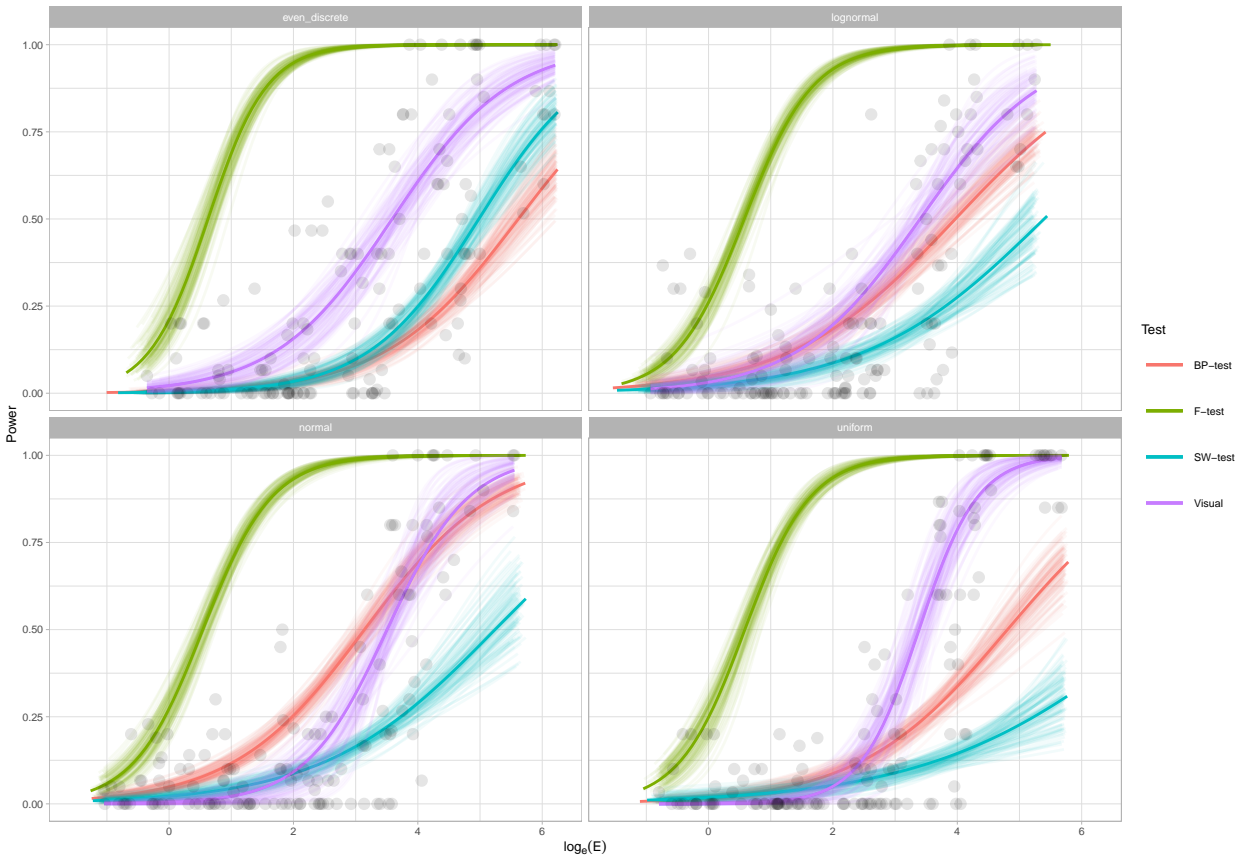 even_discrete
lognormal
1.00
0.75
0.50
0.25
0.00
normal
uniform
1.00
0.75
0.50
0.25
0.00
0
2
4
6
0
2
4
6
Power
logₑ(E)
Test
BP−test
F−test
SW−test
Visual